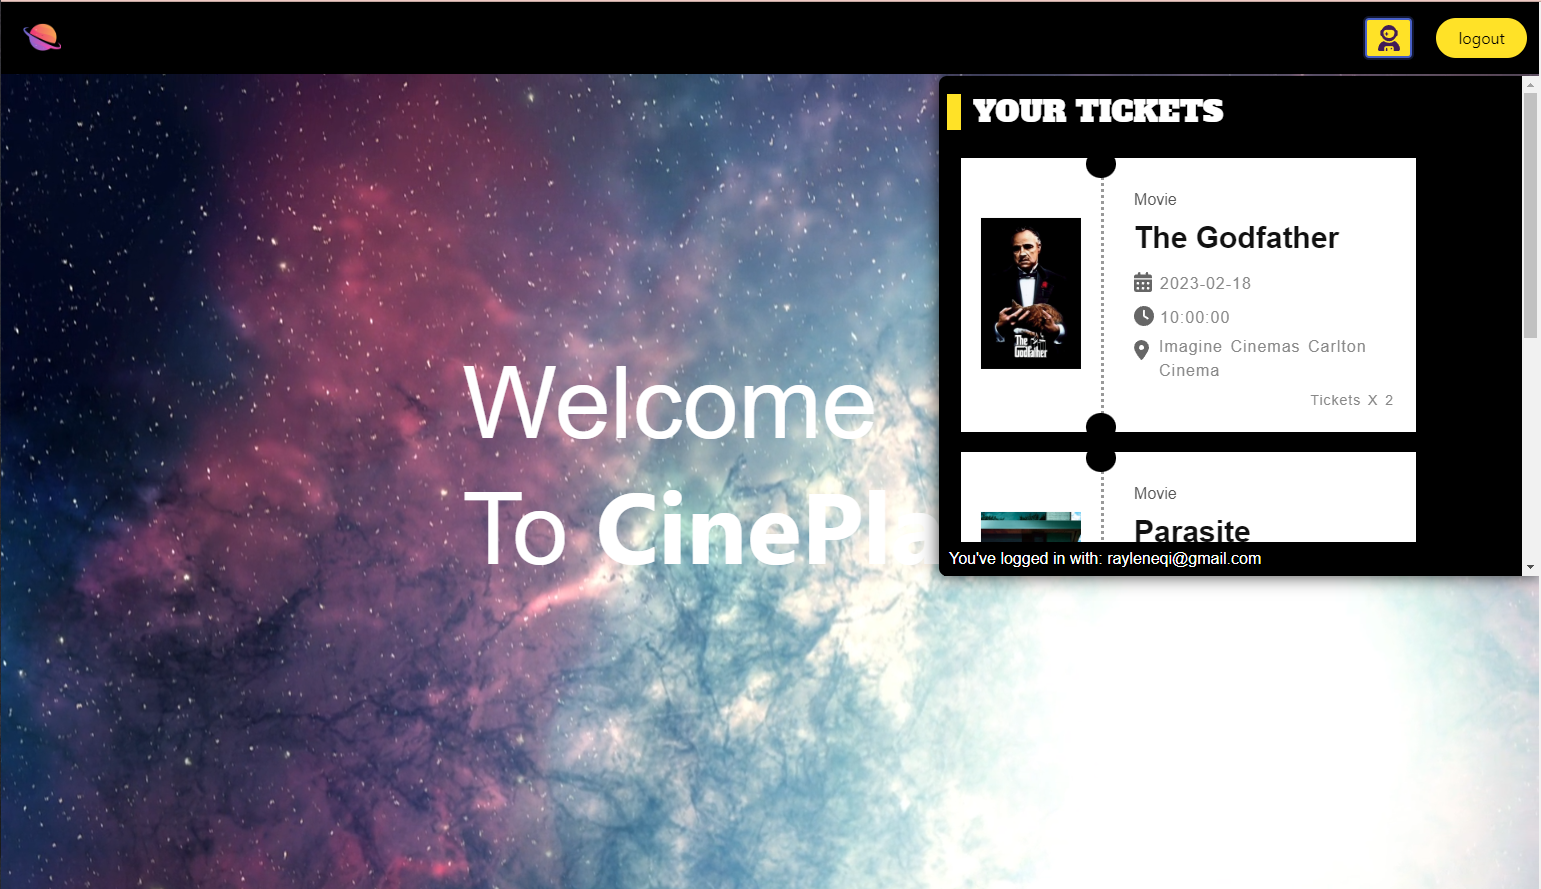 logout
YOUR TICKETS
Movie
The Godfather
2023-02-18
10:00:00
Imagine Cinemas Carlton
Cinema
Tickets X 2
The
Godfather
Movie
Parasite
You've logged in with: rayleneqi@gmail.com
Welcome
To CinePla